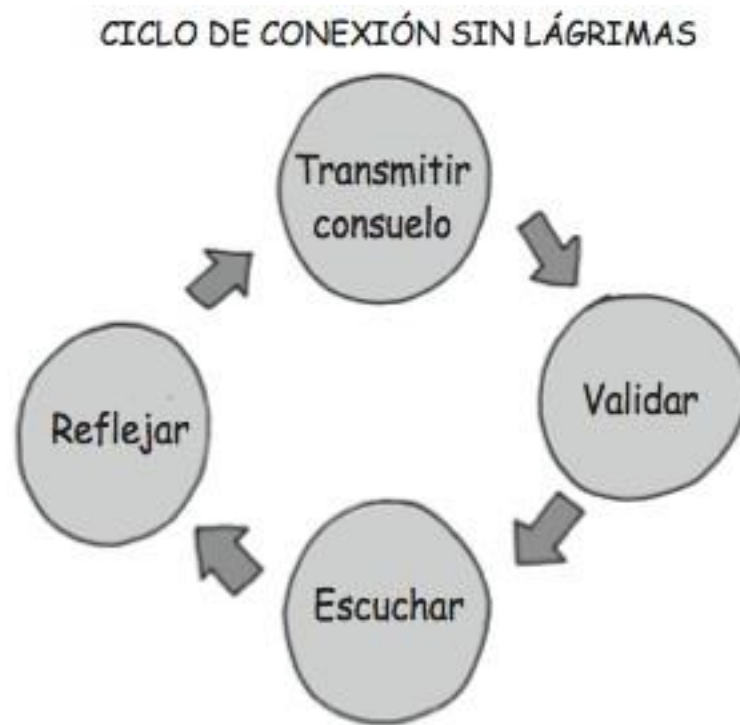 CICLO DE CONEXIÓN SIN LÁGRIMAS
Transmitir
consuelo
Validar
Escuchar
Reflejar